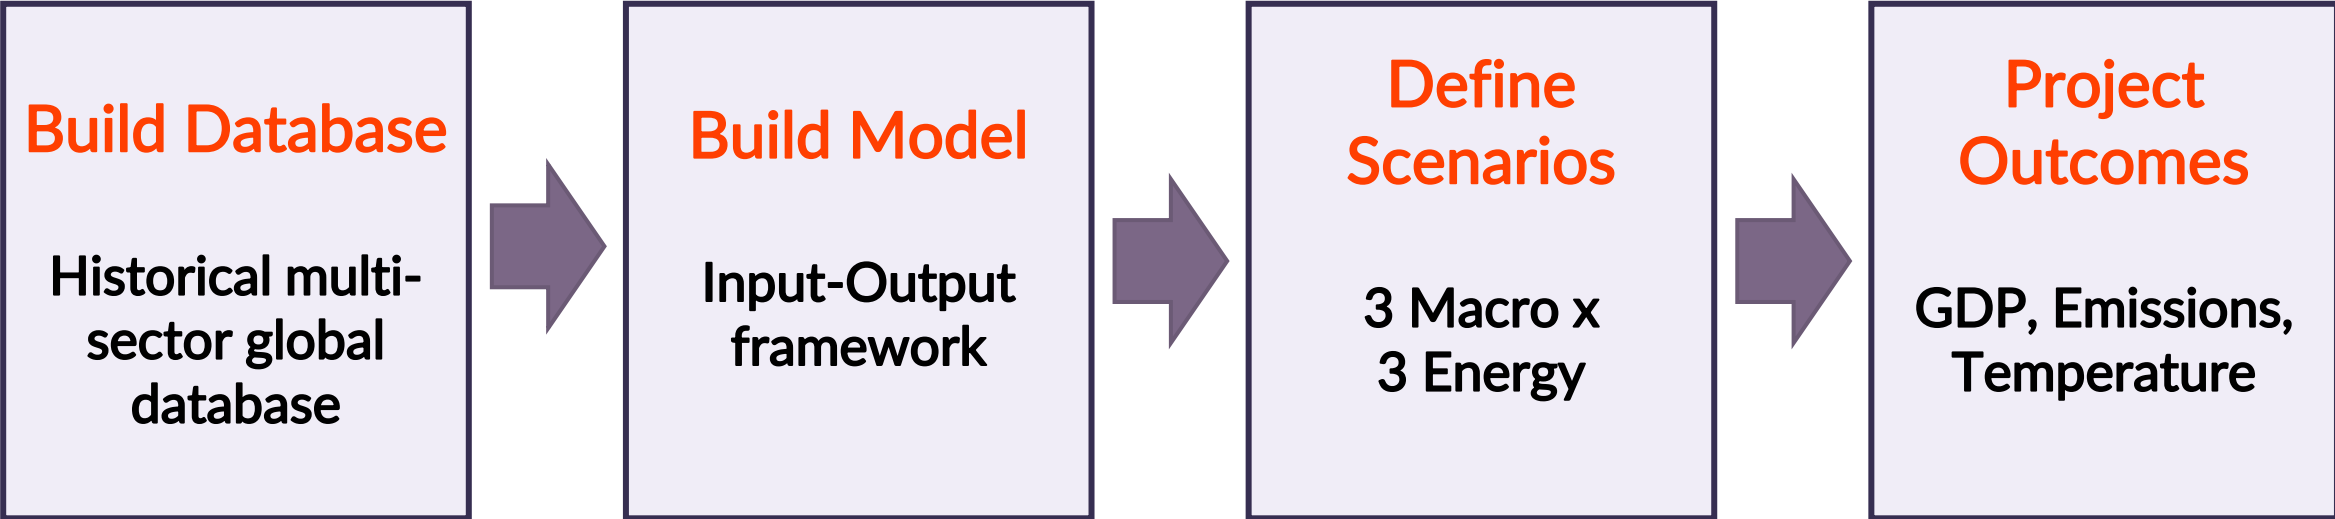 Build Database
Historical multi-
sector global
database
Build Model
Input-Output
framework
Define
Scenarios
3 Macro x
3 Energy
Project
Outcomes
GDP, Emissions,
Temperature